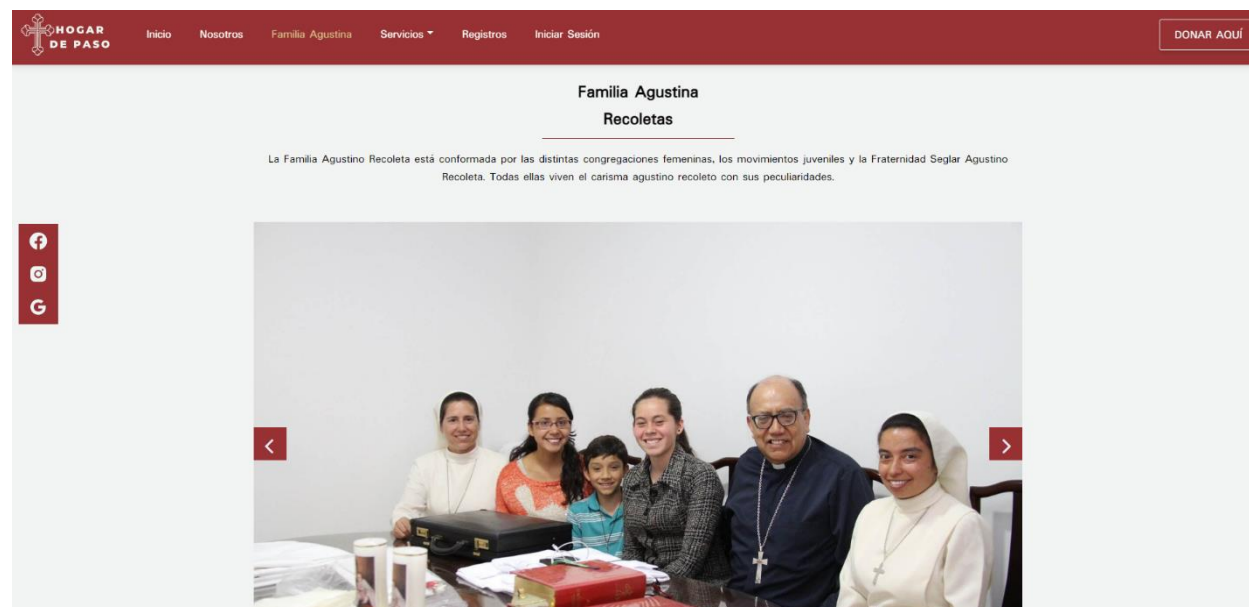 HOGAR
DE PASO
Inicio
Nosotros
Familia Agustina
Servicios
Registros
Iniciar Sesión
DONAR AQUÍ
Familia Agustina
Recoletas
La Familia Agustino Recoleta está conformada por las distintas congregaciones femeninas, los movimientos juveniles y la Fraternidad Seglar Agustino
Recoleta. Todas ellas viven el carisma agustino recoleto con sus peculiaridades.